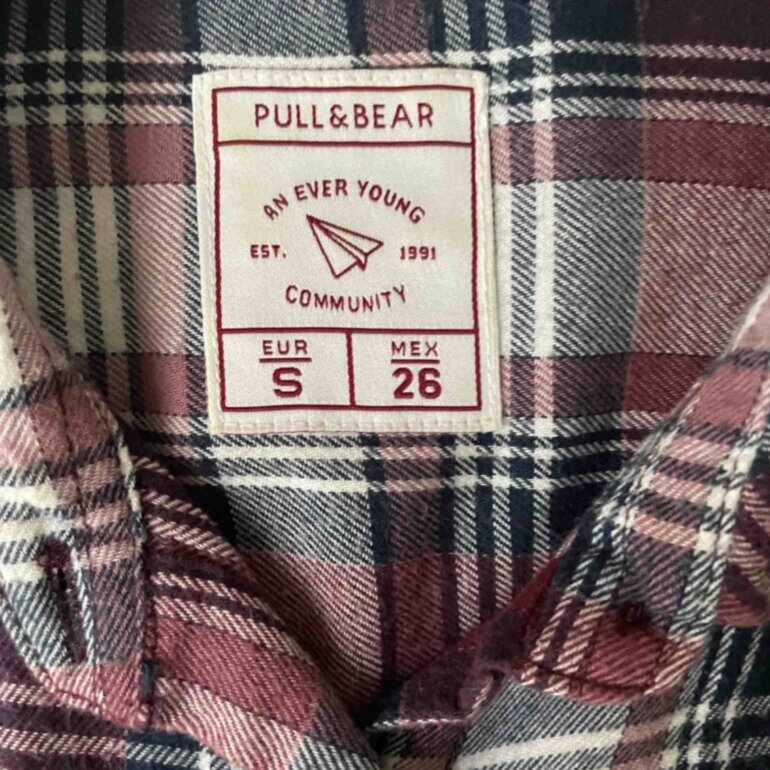 PULL&BEAR
AN EVER YOUNG
EST. 1991
COMMUNITY
EUR MEX
S 26